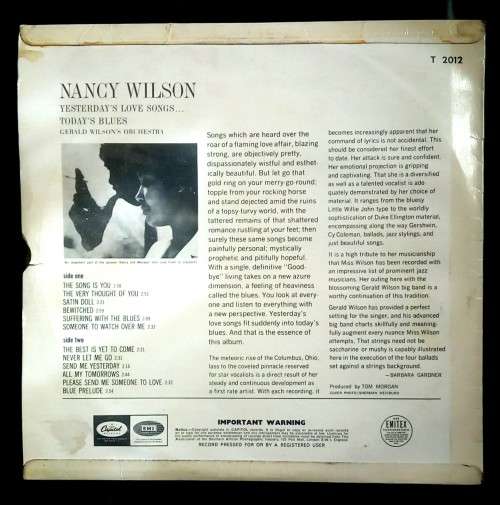 T 2012
NANCY WILSON
YESTERDAY'S LOVE SONGS...
TODAY'S BLUES
GERALD WILSON'S ORCHESTRA
side one
THE SONG IS YOU
THE VERY THOUGHT OF YOU
SATIN DOLL
BEWITCHED
SUFFERING WITH THE BLUES
SOMEONE TO WATCH OVER ME
side two
THE BEST IS YET TO COME
NEVER LET ME GO
SEND ME YESTERDAY
ALL MY TOMORROWS
PLEASE SEND ME SOMEONE TO LOVE
BLUE PRELUDE
Songs which are heard over the
roar of a flaming love affair, blazing
strong, are objectively pretty,
dispassionately wistful and esthet-
ically beautiful. But let go that
gold ring on your merry-go-round;
topple from your rocking horse
and stand dejected amid the ruins
of a topsy turvy world, with the
tattered remains of that shattered
romance rustling at your feet; then
surely these same songs become
painfully personal; mystically
prophetic and pitifully hopeful.
With a single, definitive "Good-
bye" living takes on a new azure
dimension, a feeling of heaviness
called the blues. You look at every-
one and listen to everything with
a new perspective. Yesterday's
love songs fit suddenly into today's
blues. And that is the essence of
this album.
The meteoric rise of the Columbus, Ohio,
lass to the coveted pinnacle reserved
for star vocalists is a direct result of her
steady and continuous development as
a first rate artist. With each recording, it
becomes increasingly apparent that her
command of lyrics is not accidental. This
should be considered her finest effort
to date. Her attack is sure and confident.
Her emotional projection is gripping
and captivating. That she is a diversified
as well as a talented vocalist is ade
quately demonstrated by her choice of
material. It ranges from the bluesy
Little Willie John type to the worldly
sophistication of Duke Ellington material,
encompassing along the way Gershwin,
Cy Coleman, ballads, jazz stylings, and
just beautiful songs.
It is a high tribute to her musicianship
that Miss Wilson has been recorded with
an impressive list of prominent jazz
musicians. Her outing here with the
blossoming Gerald Wilson big band is a
worthy continuation of this tradition.
Gerald Wilson has provided a perfect
setting for the singer, and his advanced
big band charts skillfully and meaning-
fully augment every nuance Miss Wilson
attempts. That strings need not be
saccharine or mushy is capably illustrated
here in the execution of the four ballads
set against a strings background.
—BARBARA GARDNER
Produced by TOM MORGAN
COVER PHOTO/SHERMAN WEISBURD
Capitol
EMI
IMPORTANT WARNING
RECORD PRESSED FOR OR BY A REGISTERED USER
EMITEX